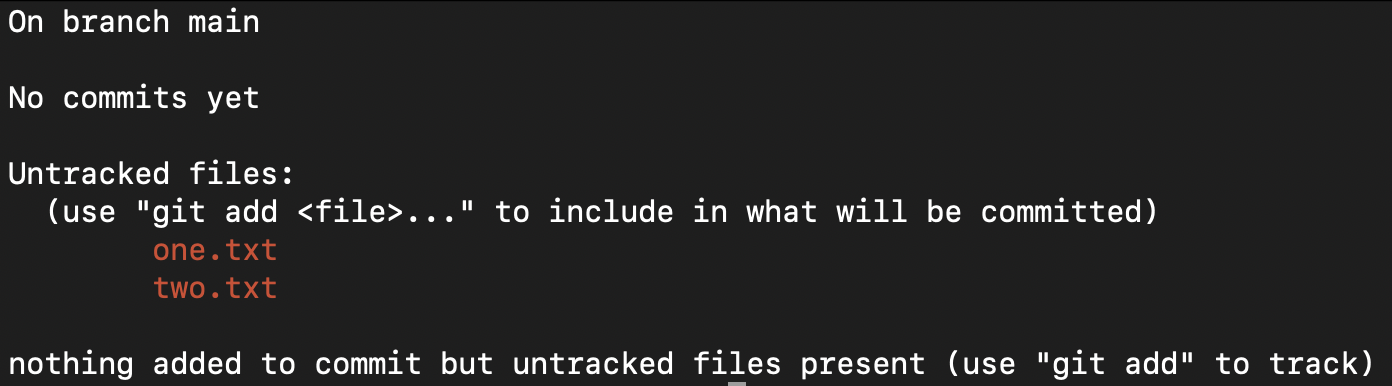 On branch main
No commits yet
Untracked files:
(use "git add <file>..." to include in what will be committed)
one.txt
two.txt
nothing added to commit but untracked files present (use "git add" to track)